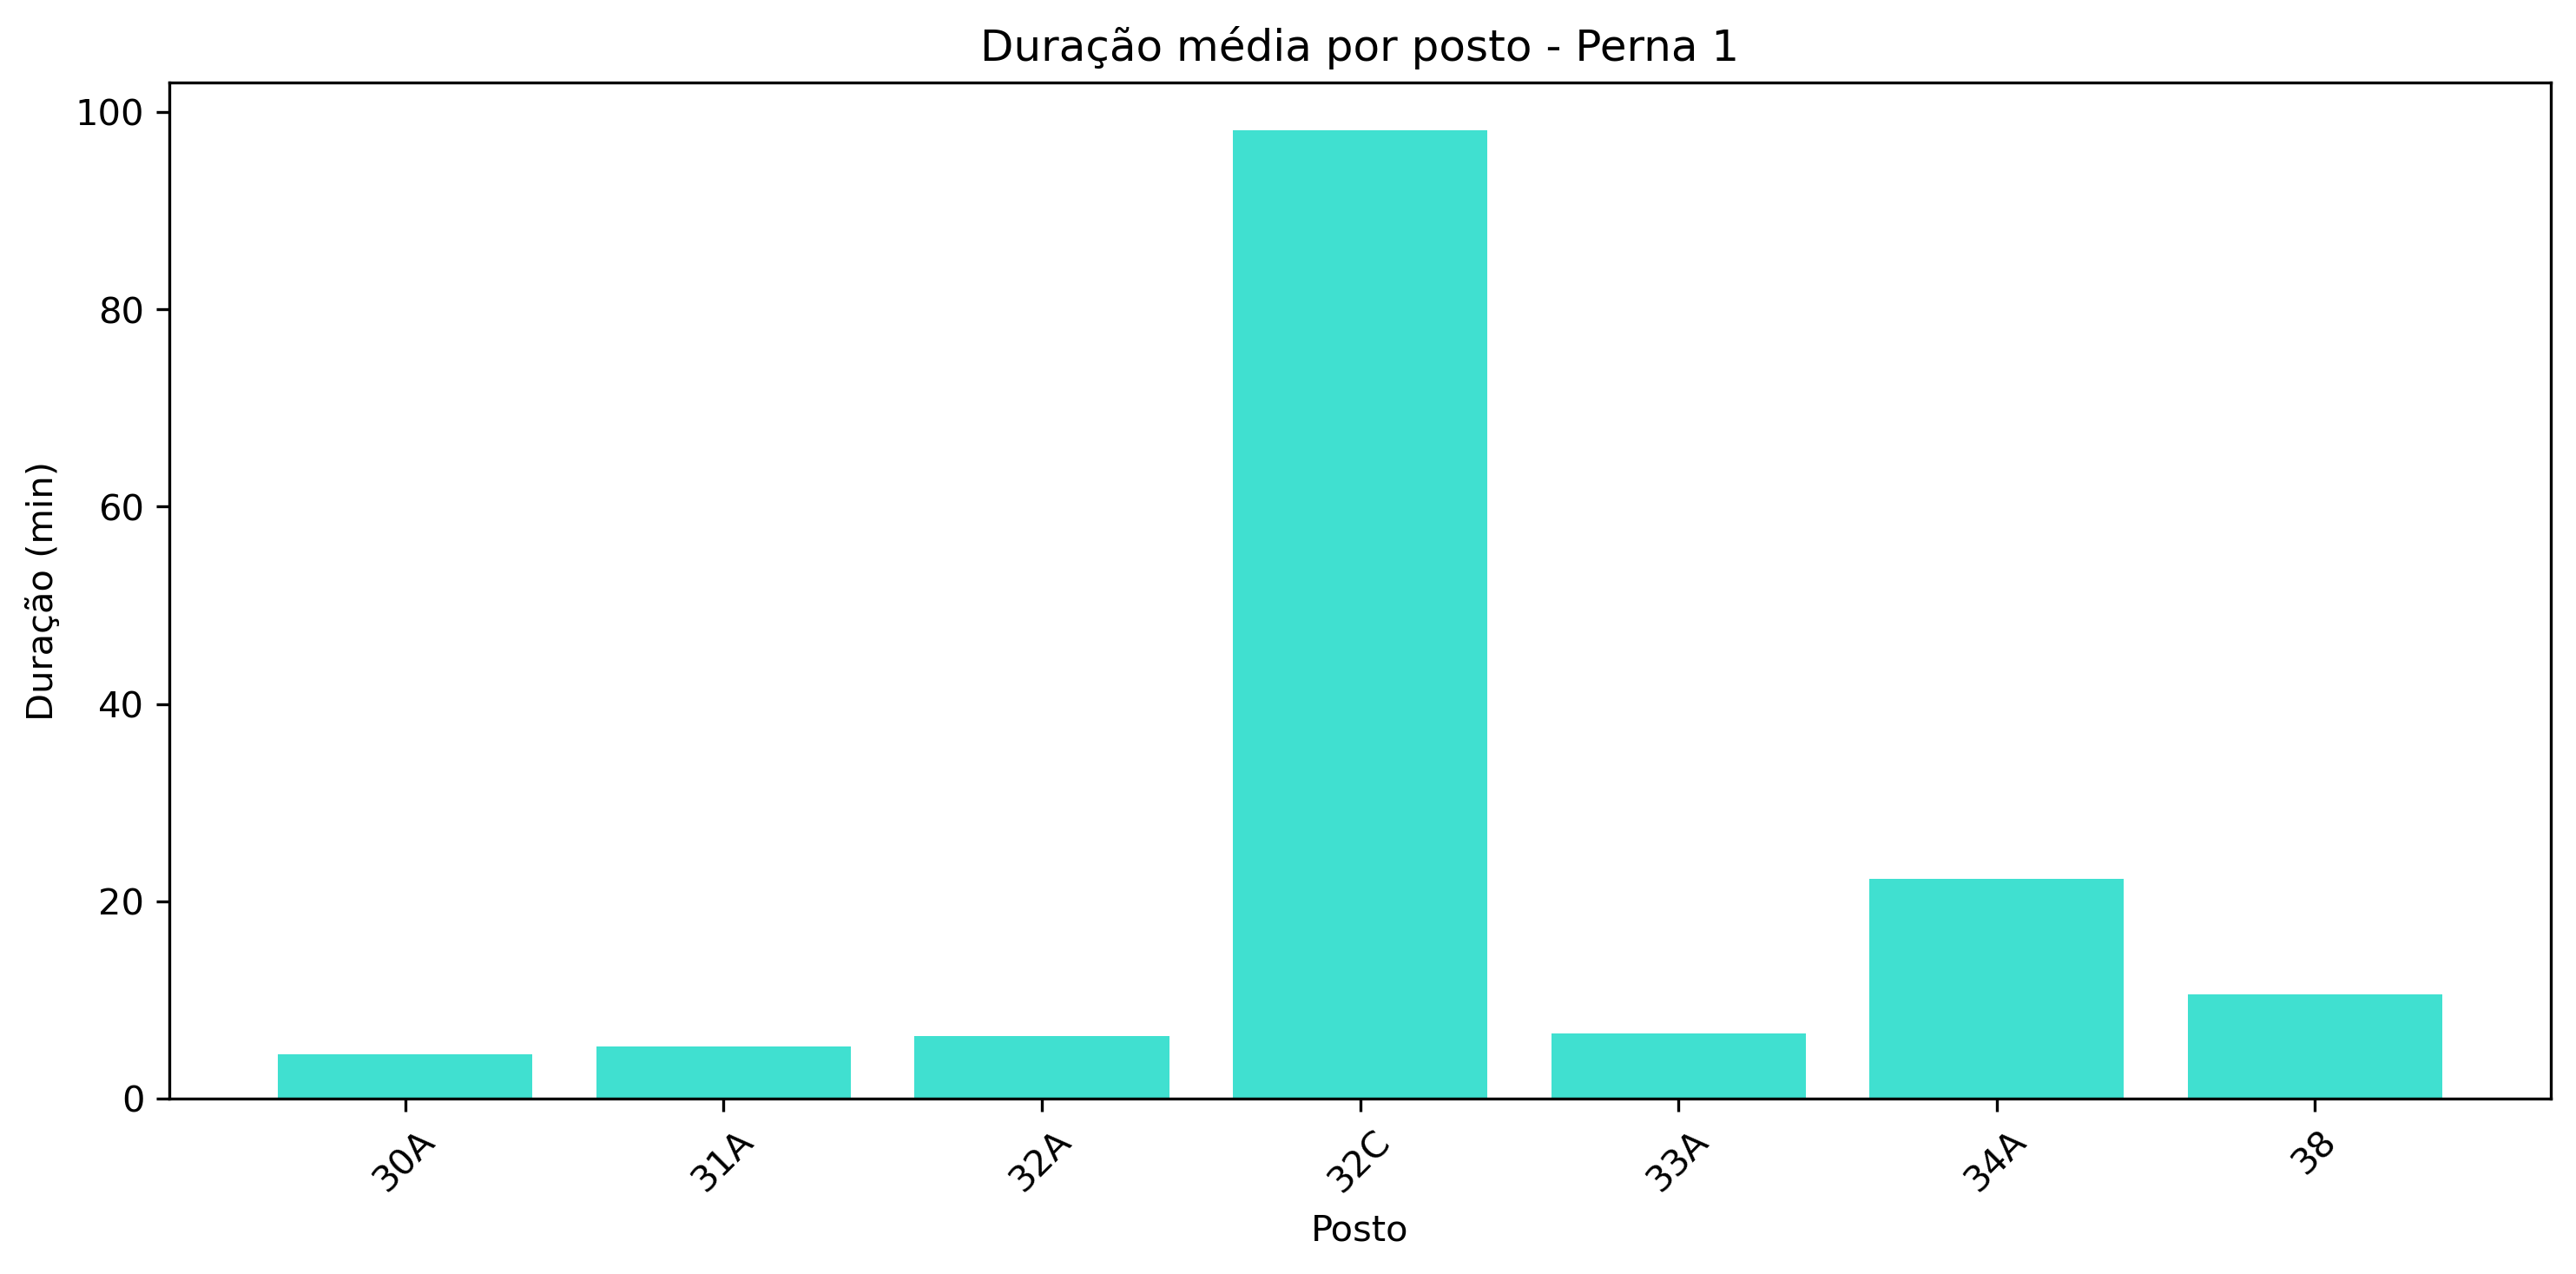 Duração média por posto - Perna 1
Duração (min)
100
80
60
40
20
0
30A
31A
32A
32C
33A
34A
38
Posto